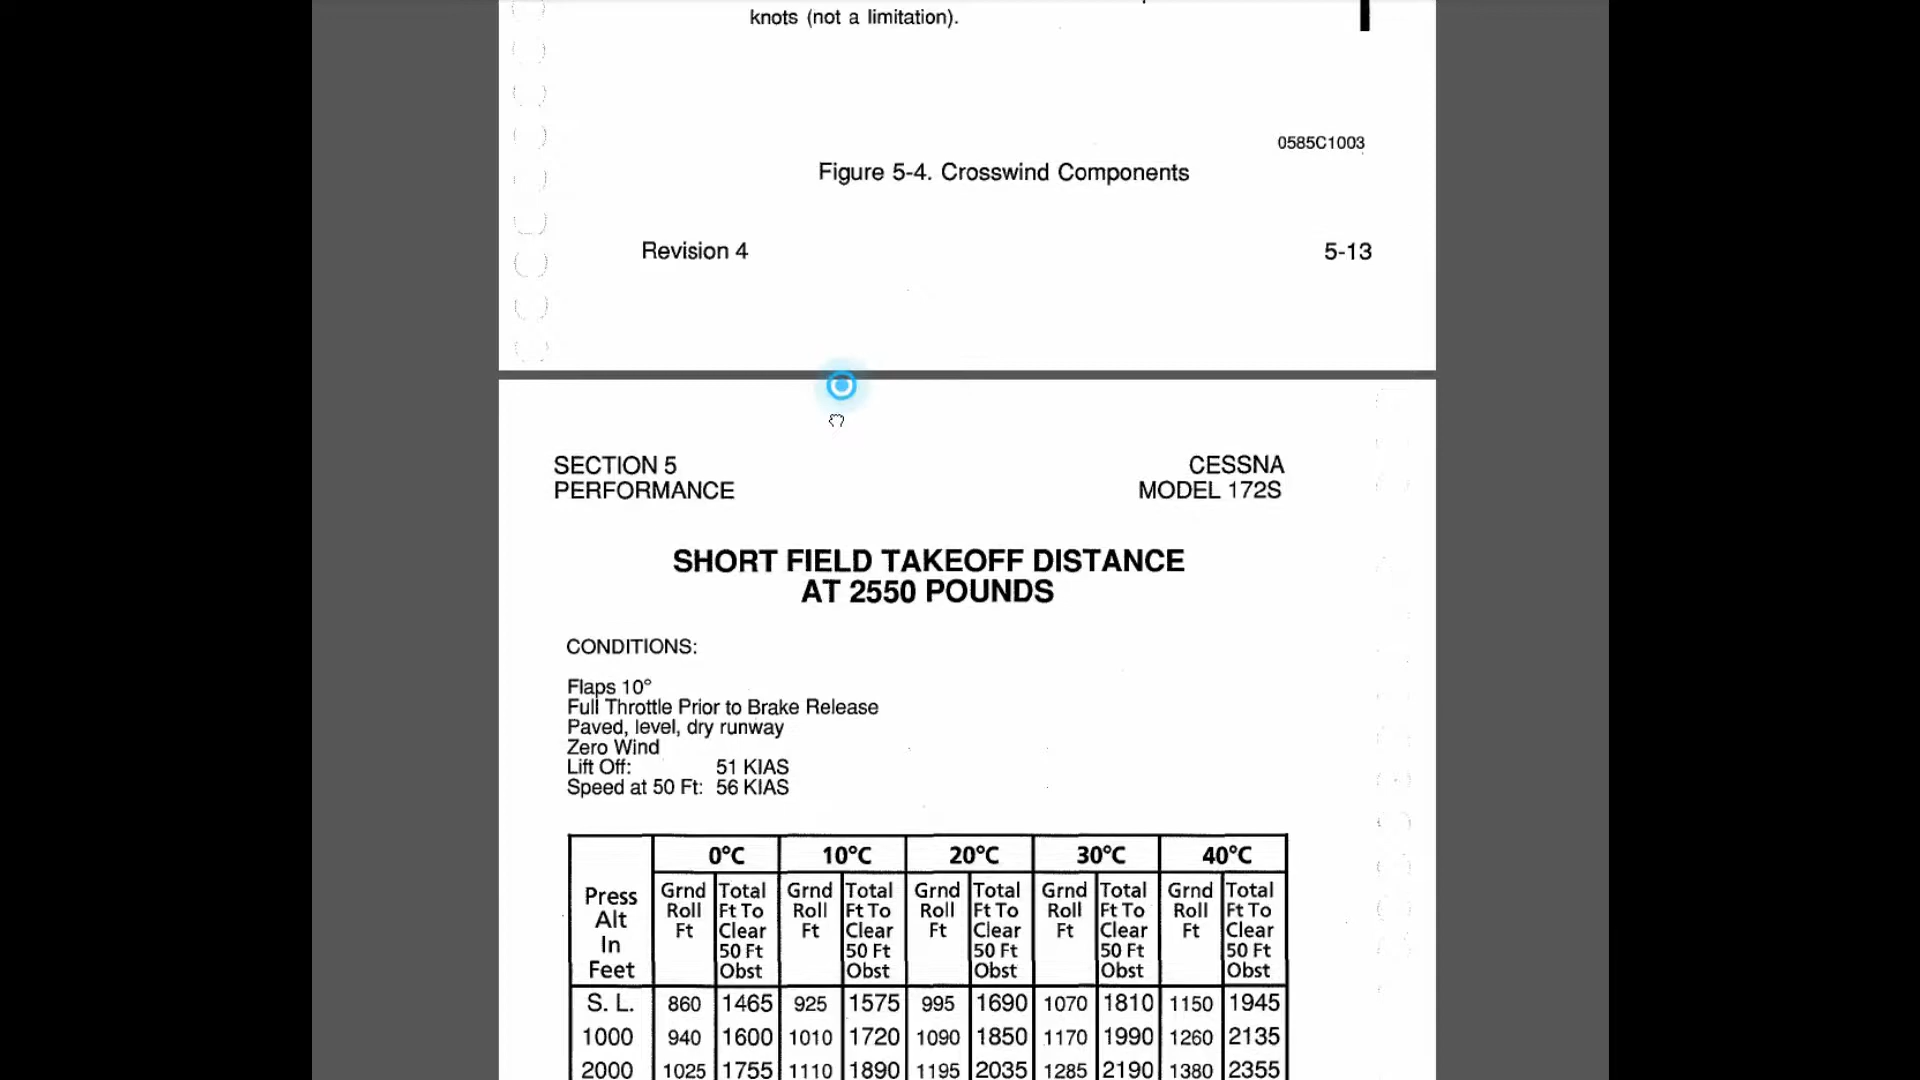 knots (not a limitation).
0585C1003
Figure 5-4. Crosswind Components
Revision 4 5-13
SECTION 5 CESSNA
PERFORMANCE MODEL 172S
SHORT FIELD TAKEOFF DISTANCE
AT 2550 POUNDS
CONDITIONS:
Flaps 10°
Full Throttle Prior to Brake Release
Paved, level, dry runway
Zero Wind
Lift Off: 51 KIAS
Speed at 50 Ft: 56 KIAS
0°C 10°C 20°C 30°C 40°C
Press Alt In Feet
Grnd Roll Ft Total Ft To Clear 50 Ft Obst Grnd Roll Ft Total Ft To Clear 50 Ft Obst Grnd Roll Ft Total Ft To Clear 50 Ft Obst Grnd Roll Ft Total Ft To Clear 50 Ft Obst Grnd Roll Ft Total Ft To Clear 50 Ft Obst
S. L. 860 1465 925 1575 995 1690 1070 1810 1150 1945
1000 940 1600 1010 1720 1090 1850 1170 1990 1260 2135
2000 1025 1755 1110 1890 1195 2035 1285 2190 1380 2355